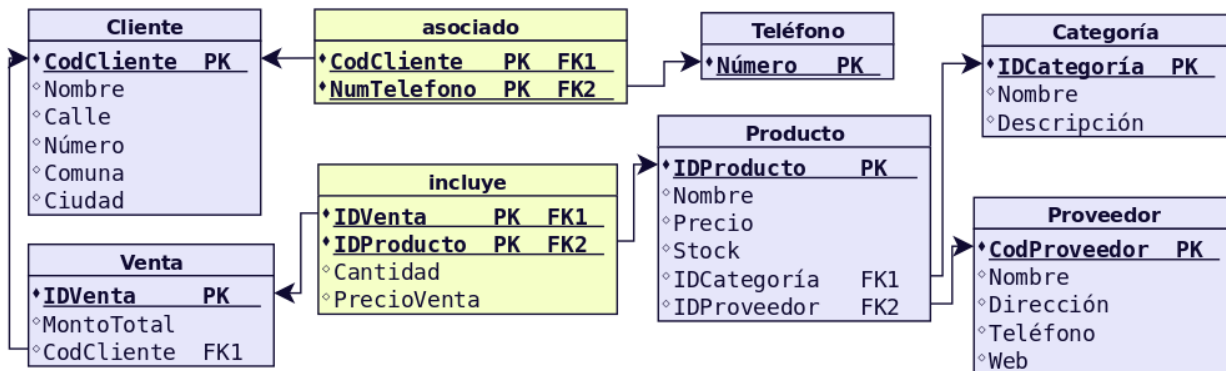 Cliente
CodCliente PK
Nombre
Calle
Número
Comuna
Ciudad
asociado
CodCliente PK FK1
NumTelefono PK FK2
Teléfono
Número PK
Categoría
IDCategoría PK
Nombre
Descripción
Producto
IDProducto PK
Nombre
Precio
Stock
IDCategoría FK1
IDProveedor FK2
incluye
IDVenta PK FK1
IDProducto PK FK2
Cantidad
PrecioVenta
Proveedor
CodProveedor PK
Nombre
Dirección
Teléfono
Web
Venta
IDVenta PK
MontoTotal
CodCliente FK1